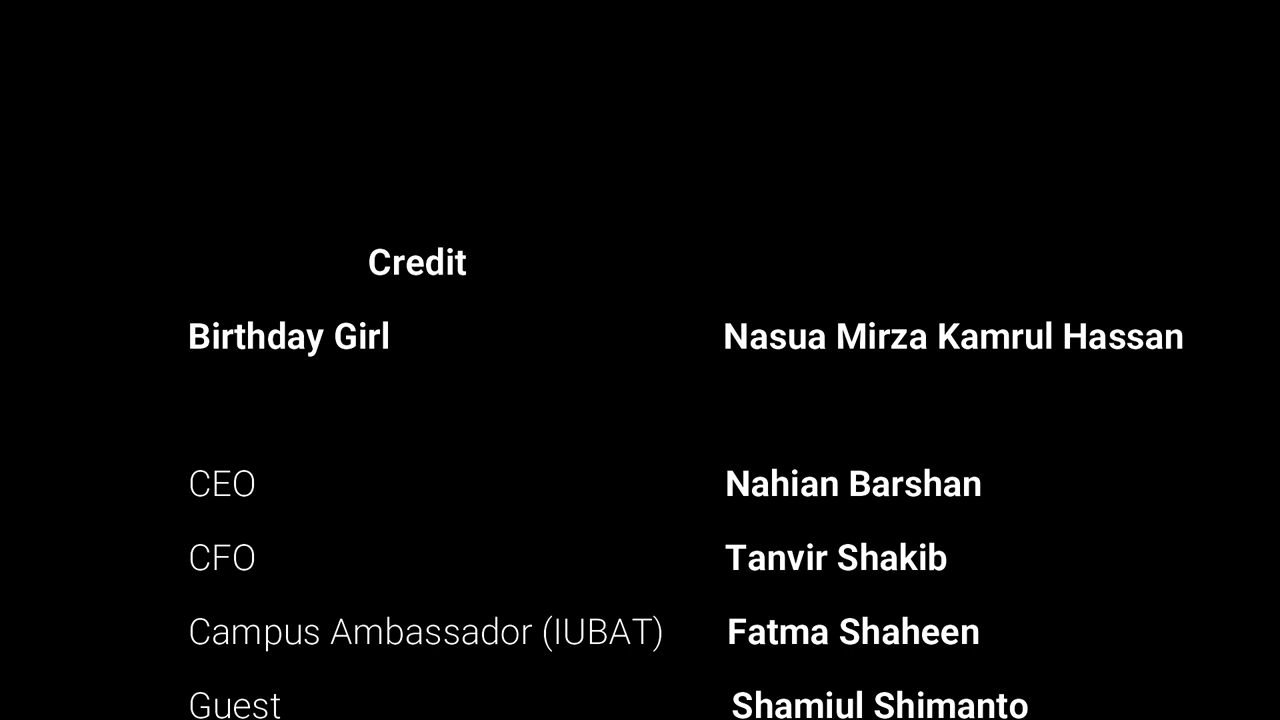 Credit
Birthday Girl Nasua Mirza Kamrul Hassan
CEO Nahian Barshan
CFO Tanvir Shakib
Campus Ambassador (IUBAT) Fatma Shaheen
Guest Shamiul Shimanto